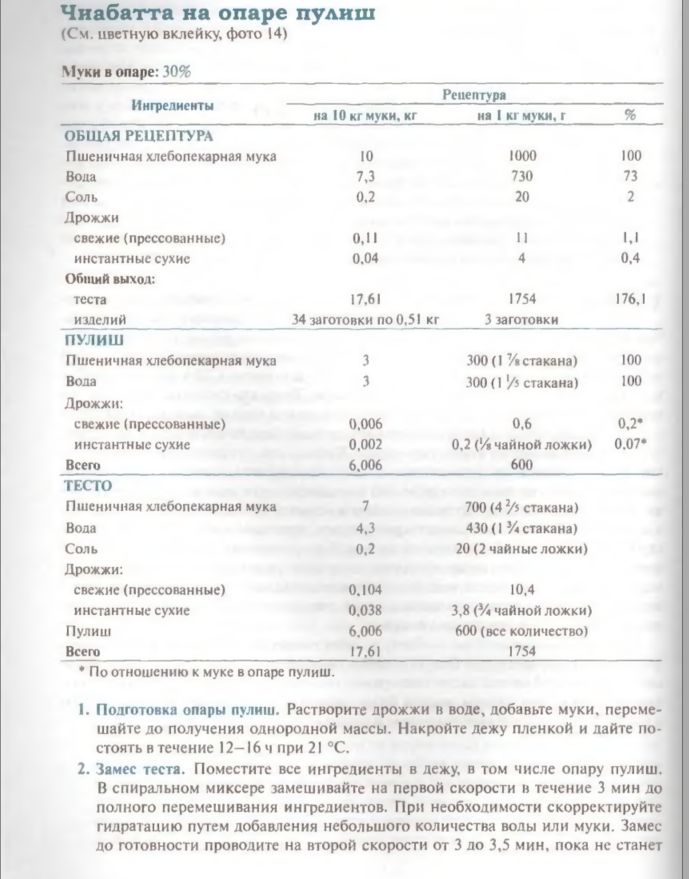 Чиабатта на опаре пулиш
(См. цветную вклейку, фото 14)
Муки в опаре: 30%
Ингредиенты Рецептура
на 10 кг муки, кг на 1 кг муки, г %
ОБЩАЯ РЕЦЕПТУРА
Пшеничная хлебопекарная мука 10 1000 100
Вода 7,3 730 73
Соль 0,2 20 2
Дрожжи
свежие (прессованные) 0,11 11 1,1
инстантные сухие 0,04 4 0,4
Общий выход:
теста 17,61 1754 176,1
изделий 34 заготовки по 0,51 кг 3 заготовки
ПУЛИШ
Пшеничная хлебопекарная мука 3 300 (1 7/8 стакана) 100
Вода 3 300 (1 1/5 стакана) 100
Дрожжи:
свежие (прессованные) 0,006 0,6 0,2*
инстантные сухие 0,002 0,2 (1/8 чайной ложки) 0,07*
Всего 6,006 600
ТЕСТО
Пшеничная хлебопекарная мука 7 700 (4 2/5 стакана)
Вода 4,3 430 (1 3/4 стакана)
Соль 0,2 20 (2 чайные ложки)
Дрожжи:
свежие (прессованные) 0,104 10,4
инстантные сухие 0,038 3,8 (3/4 чайной ложки)
Пулиш 6,006 600 (все количество)
Всего 17,61 1754
* По отношению к муке в опаре пулиш.
1. Подготовка опары пулиш. Растворите дрожжи в воде, добавьте муки, переме-
шайте до получения однородной массы. Накройте дежу пленкой и дайте по-
стоять в течение 12–16 ч при 21 °С.
2. Замес теста. Поместите все ингредиенты в дежу, в том числе опару пулиш.
В спиральном миксере замешивайте на первой скорости в течение 3 мин до
полного перемешивания ингредиентов. При необходимости скорректируйте
гидратацию путем добавления небольшого количества воды или муки. Замес
до готовности проводите на второй скорости от 3 до 3,5 мин, пока не станет